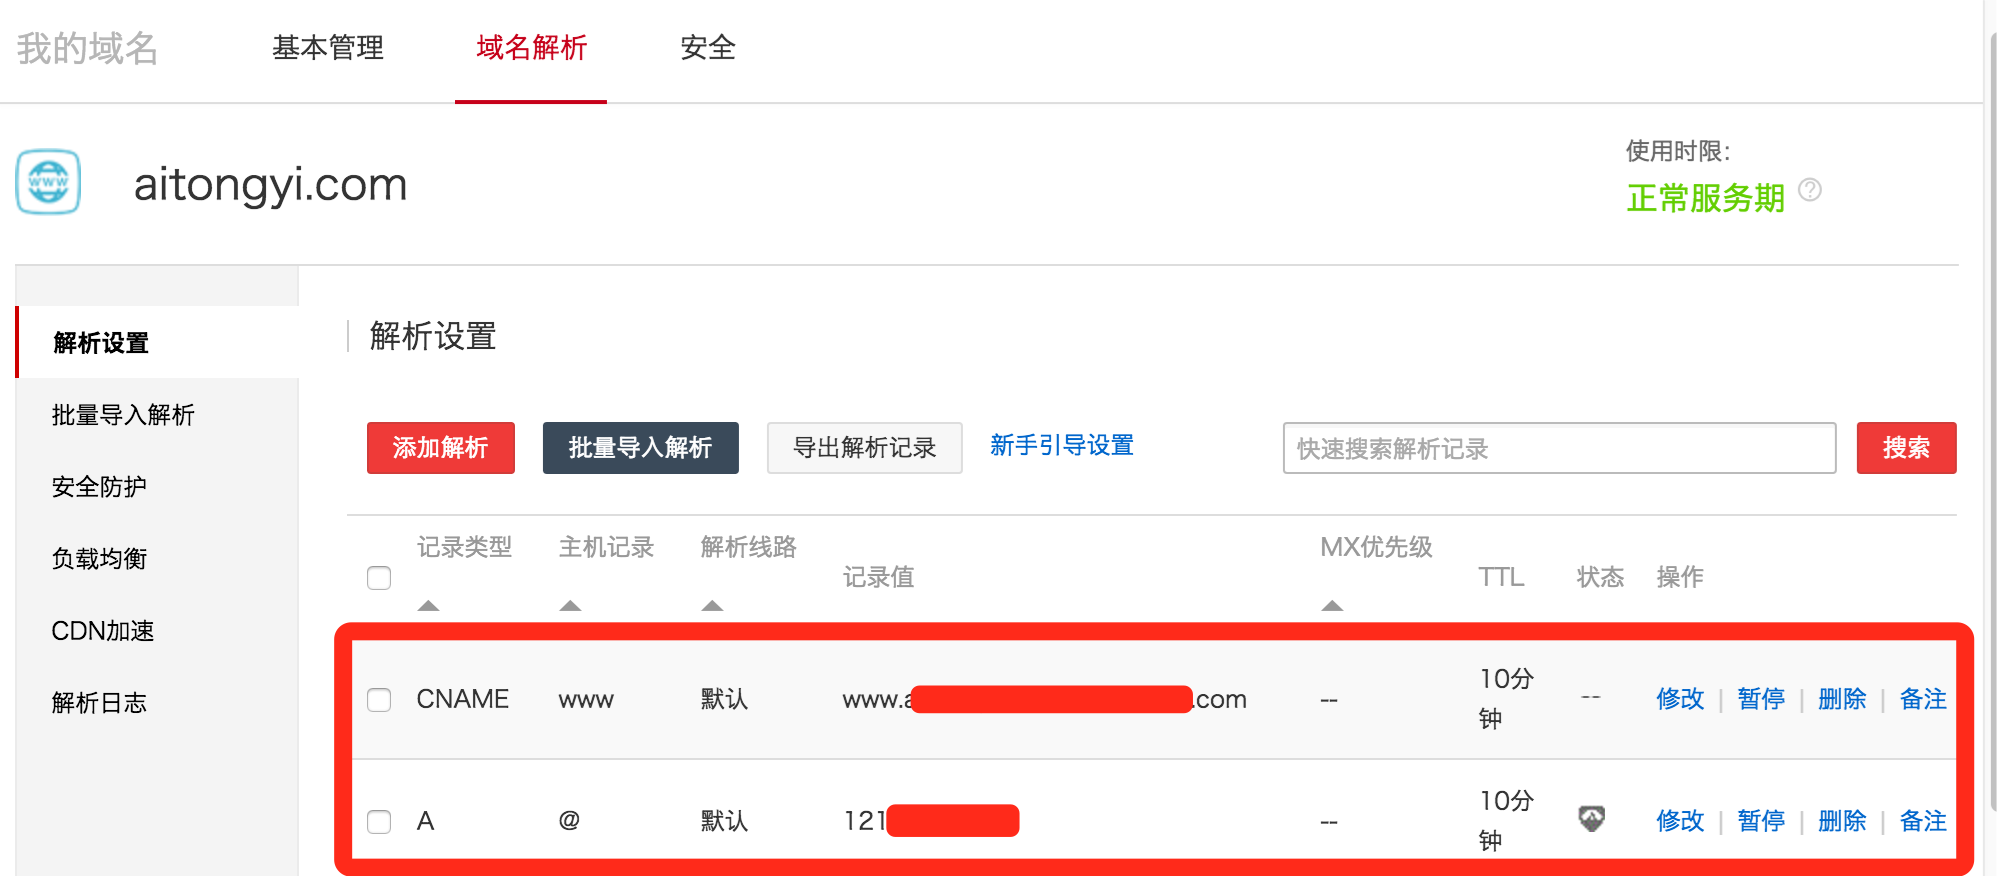 我的域名 基本管理 域名解析 安全
www
aitongyi.com
使用时限:
正常服务期 ?
解析设置
批量导入解析
安全防护
负载均衡
CDN加速
解析日志
解析设置
添加解析 批量导入解析 导出解析记录 新手引导设置 快速搜索解析记录 搜索
记录类型 主机记录 解析线路 记录值 MX优先级 TTL 状态 操作
CNAME www 默认 www.a .com -- 10分钟 -- 修改 | 暂停 | 删除 | 备注
A @ 默认 121 -- 10分钟 修改 | 暂停 | 删除 | 备注